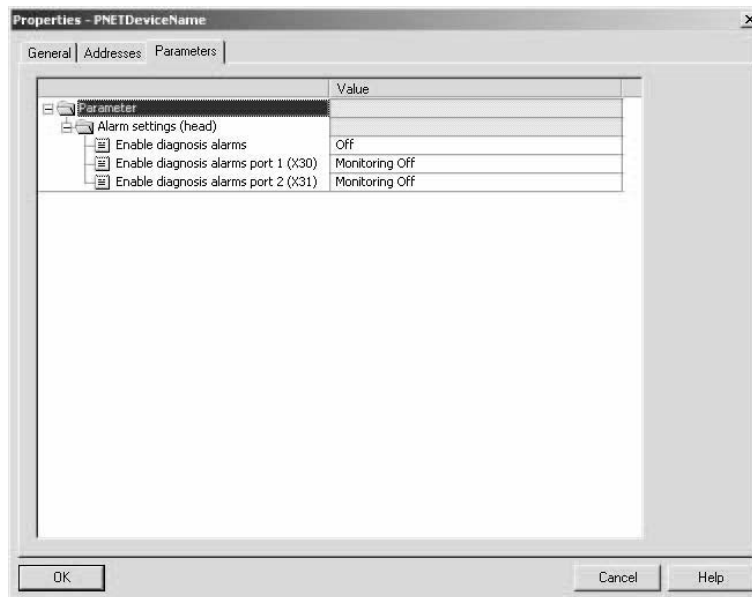 Properties - PNETDeviceName
General Addresses Parameters
Value
Parameter
Alarm settings (head)
Enable diagnosis alarms Off
Enable diagnosis alarms port 1 (X30) Monitoring Off
Enable diagnosis alarms port 2 (X31) Monitoring Off
OK Cancel Help